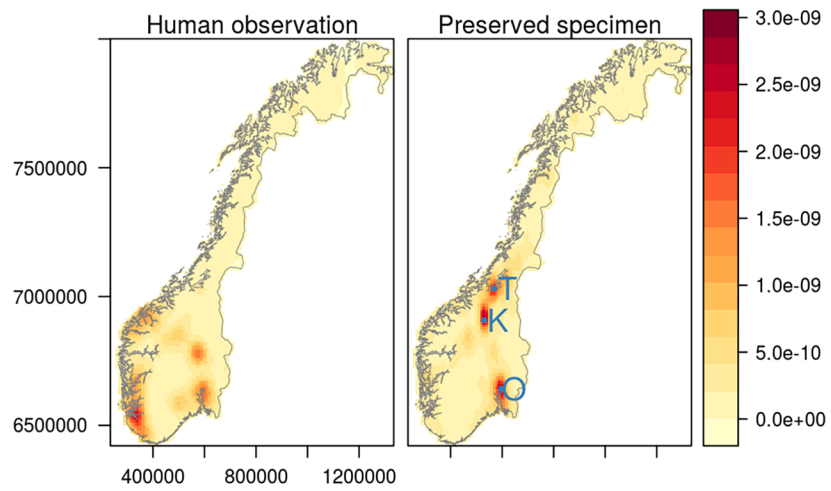 Human observation
Preserved specimen
3.0e-09
2.5e-09
2.0e-09
1.5e-09
1.0e-09
5.0e-10
0.0e+00
7500000
7000000
6500000
T
K
O
400000 800000 1200000